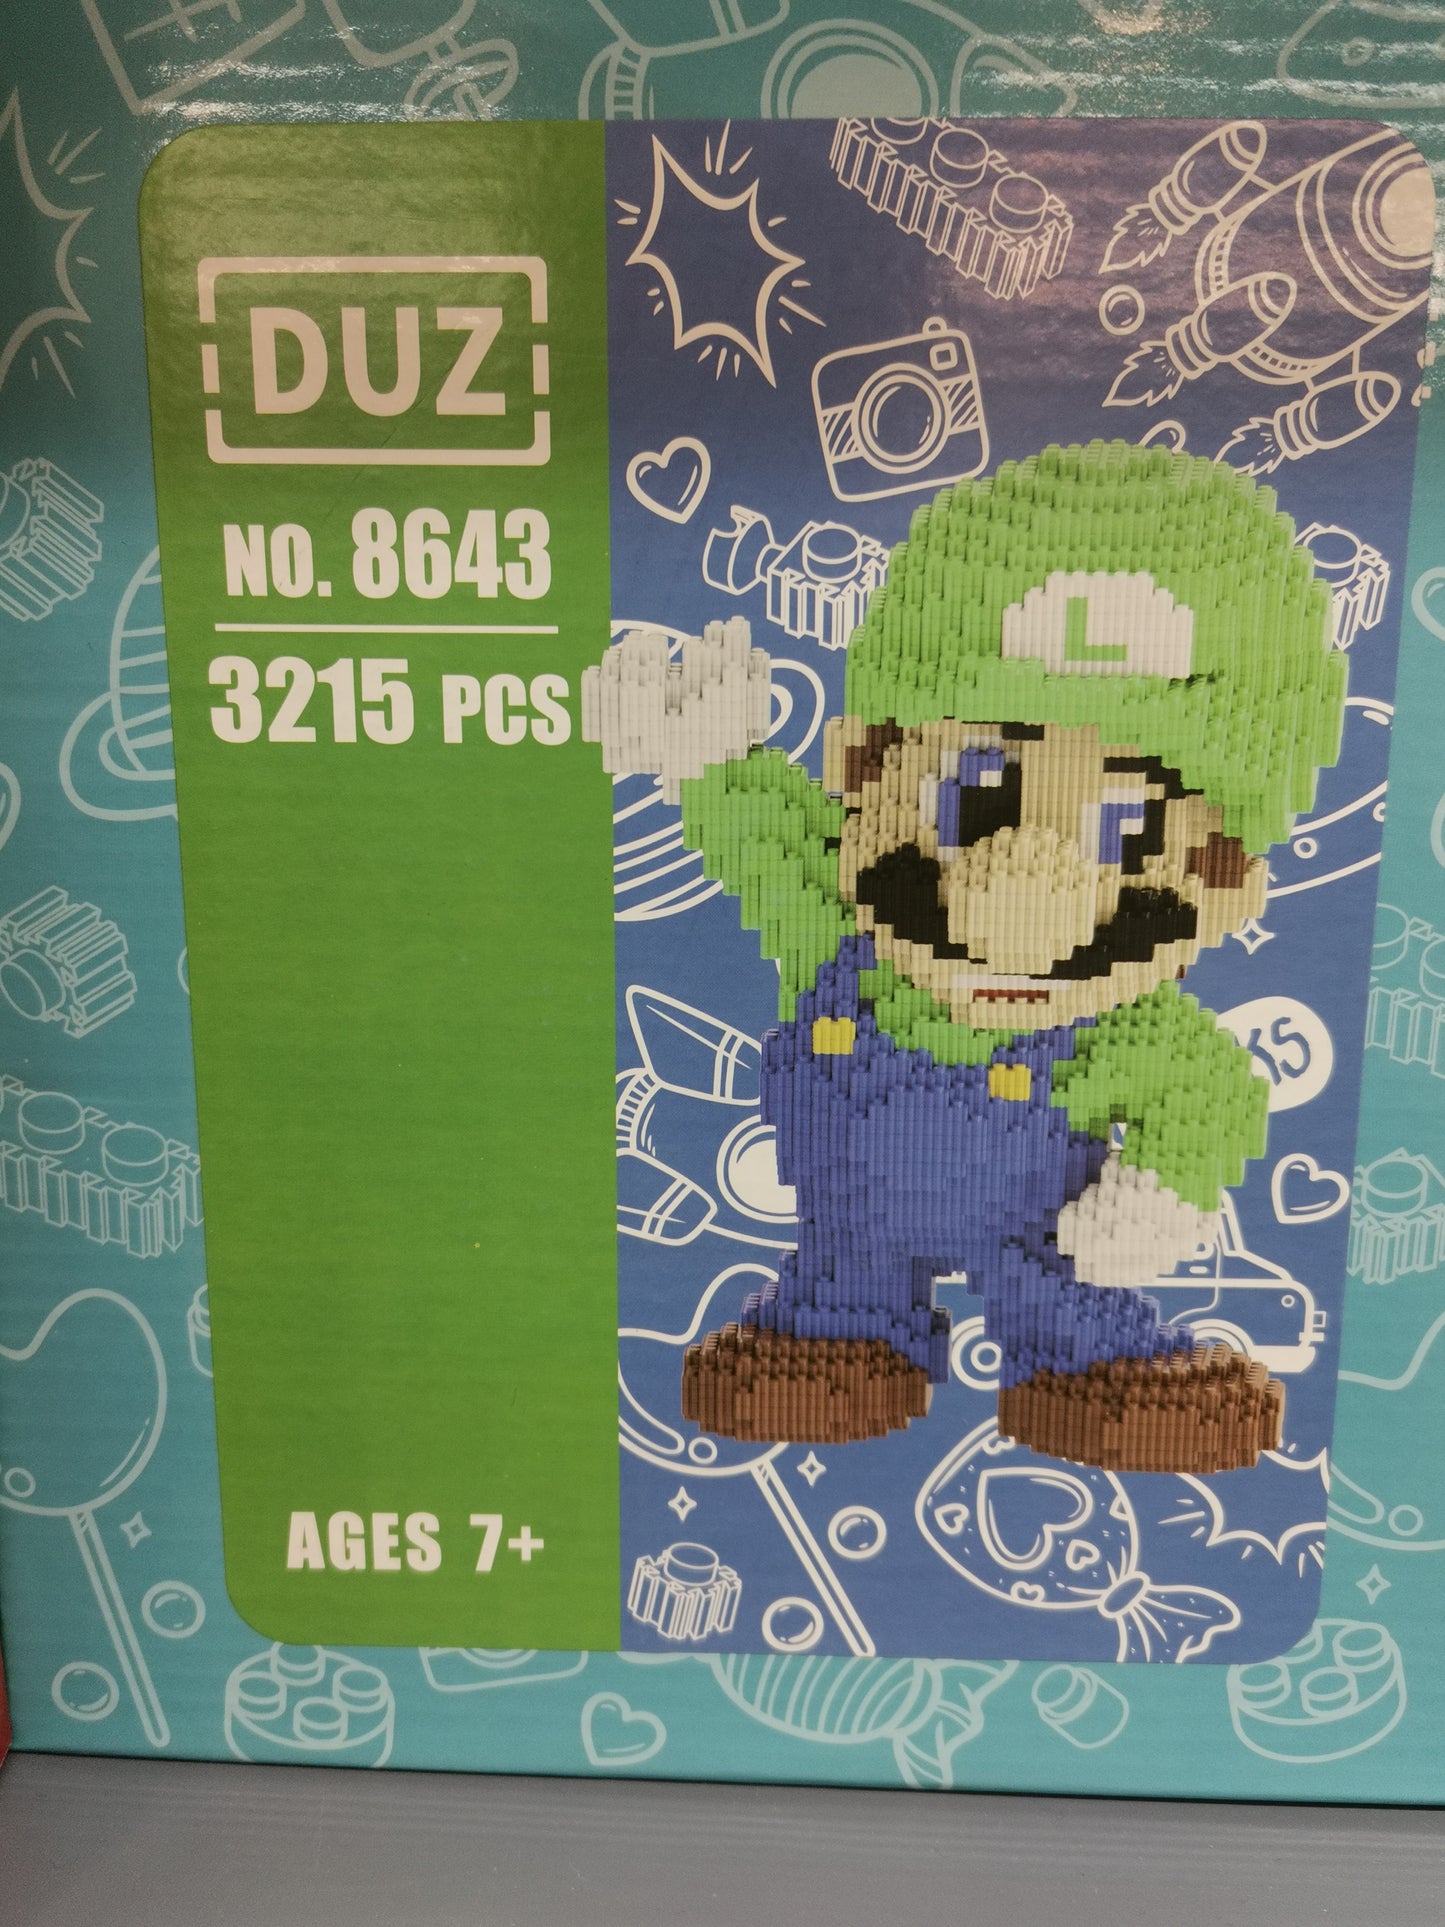 DUZ
NO. 8643
3215 PCS
L
AGES 7+